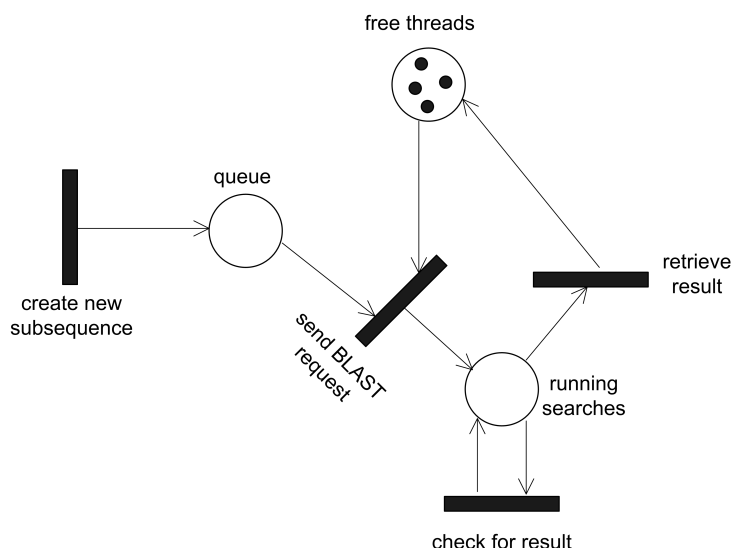 free threads
queue
create new
subsequence
send BLAST
request
retrieve
result
running
searches
check for result